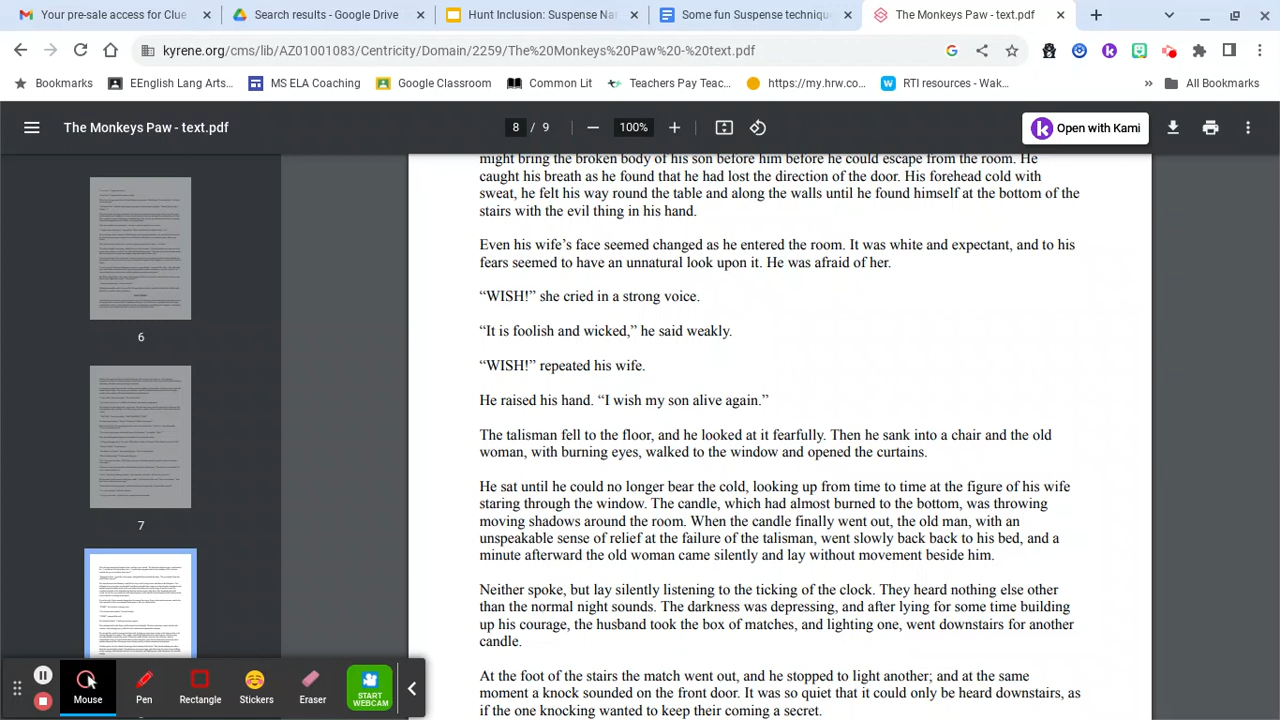 Your pre-sale access for Clue
Search results - Google Driv
Hunt Inclusion: Suspense Na
Some fun Suspense techniqu
The Monkeys Paw - text.pdf
kyrene.org/cms/lib/AZ01001083/Centricity/Domain/2259/The%20Monkeys%20Paw%20-%20text.pdf
Bookmarks
EEnglish Lang Arts...
MS ELA Coaching
Google Classroom
Common Lit
Teachers Pay Teac...
https://my.hrw.co...
RTI resources - Wak...
All Bookmarks
The Monkeys Paw - text.pdf
8 / 9
100%
Open with Kami
6
7
might bring the broken body of his son before him before he could escape from the room. He
caught his breath as he found that he had lost the direction of the door. His forehead cold with
sweat, he felt his way round the table and along the walls until he found himself at the bottom of the
stairs with the evil thing in his hand.
Even his wife’s face seemed changed as he entered the room. It was white and expectant, and to his
fears seemed to have an unnatural look upon it. He was afraid of her.
“WISH!” she cried in a strong voice.
“It is foolish and wicked,” he said weakly.
“WISH!” repeated his wife.
He raised his hand. “I wish my son alive again.”
The talisman fell to the floor, and he looked at it fearfully. Then he sank into a chair and the old
woman, with burning eyes, walked to the window and opened the curtains.
He sat until he could no longer bear the cold, looking up from time to time at the figure of his wife
staring through the window. The candle, which had almost burned to the bottom, was throwing
moving shadows around the room. When the candle finally went out, the old man, with an
unspeakable sense of relief at the failure of the talisman, went slowly back back to his bed, and a
minute afterward the old woman came silently and lay without movement beside him.
Neither spoke, but lay silently listening to the ticking of the clock. They heard nothing else other
than the normal night sounds. The darkness was depressing, and after lying for some time building
up his courage the husband took the box of matches, and lighting one, went downstairs for another
candle.
At the foot of the stairs the match went out, and he stopped to light another; and at the same
moment a knock sounded on the front door. It was so quiet that it could only be heard downstairs, as
if the one knocking wanted to keep their coming a secret.
Mouse
Pen
Rectangle
Stickers
Eraser
START
WEBCAM